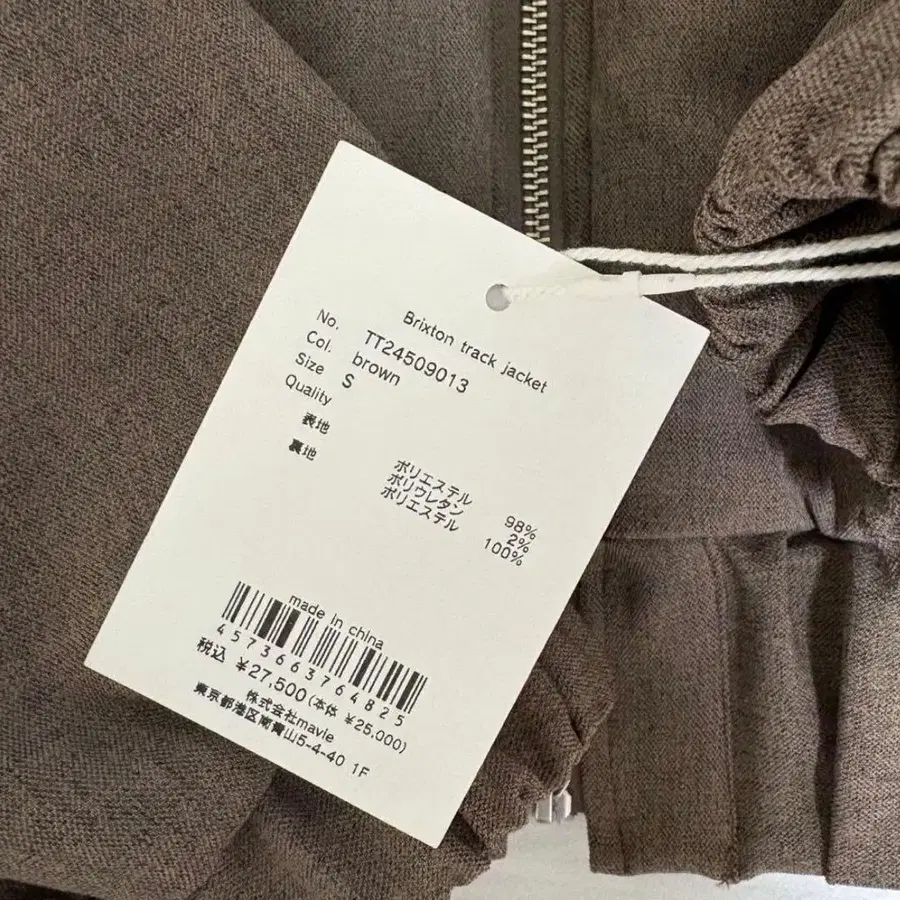 Brixton track jacket
No. TT24509013
Col. brown
Size S
Quality
表地
裏地
ポリエステル 98%
ポリウレタン 2%
ポリエステル 100%
made in china
4573663764825
税込 ¥27,500(本体 ¥25,000)
株式会社mavie
東京都港区南青山5-4-40 1F